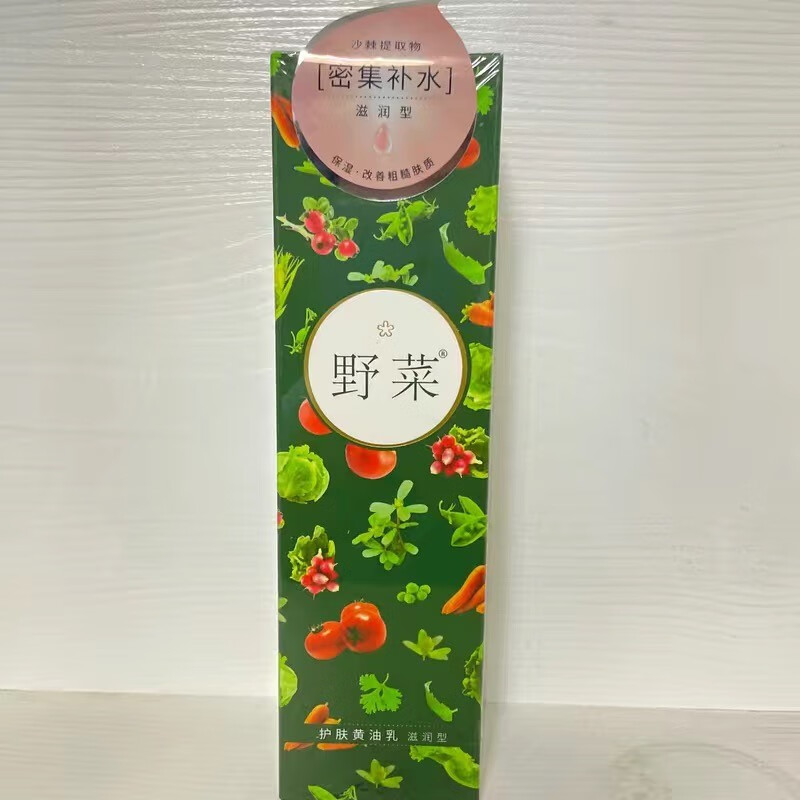 沙棘提取物
[密集补水]
滋润型
保湿·改善粗糙肤质
野菜®
护肤黄油乳 滋润型